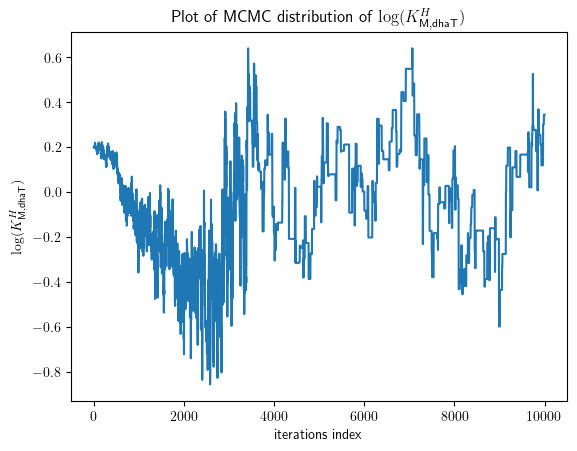 Plot of MCMC distribution of log(K^H_M,dhaT)
0.6
0.4
0.2
0.0
−0.2
−0.4
−0.6
−0.8
log(K^H_M,dhaT)
0 2000 4000 6000 8000 10000
iterations index